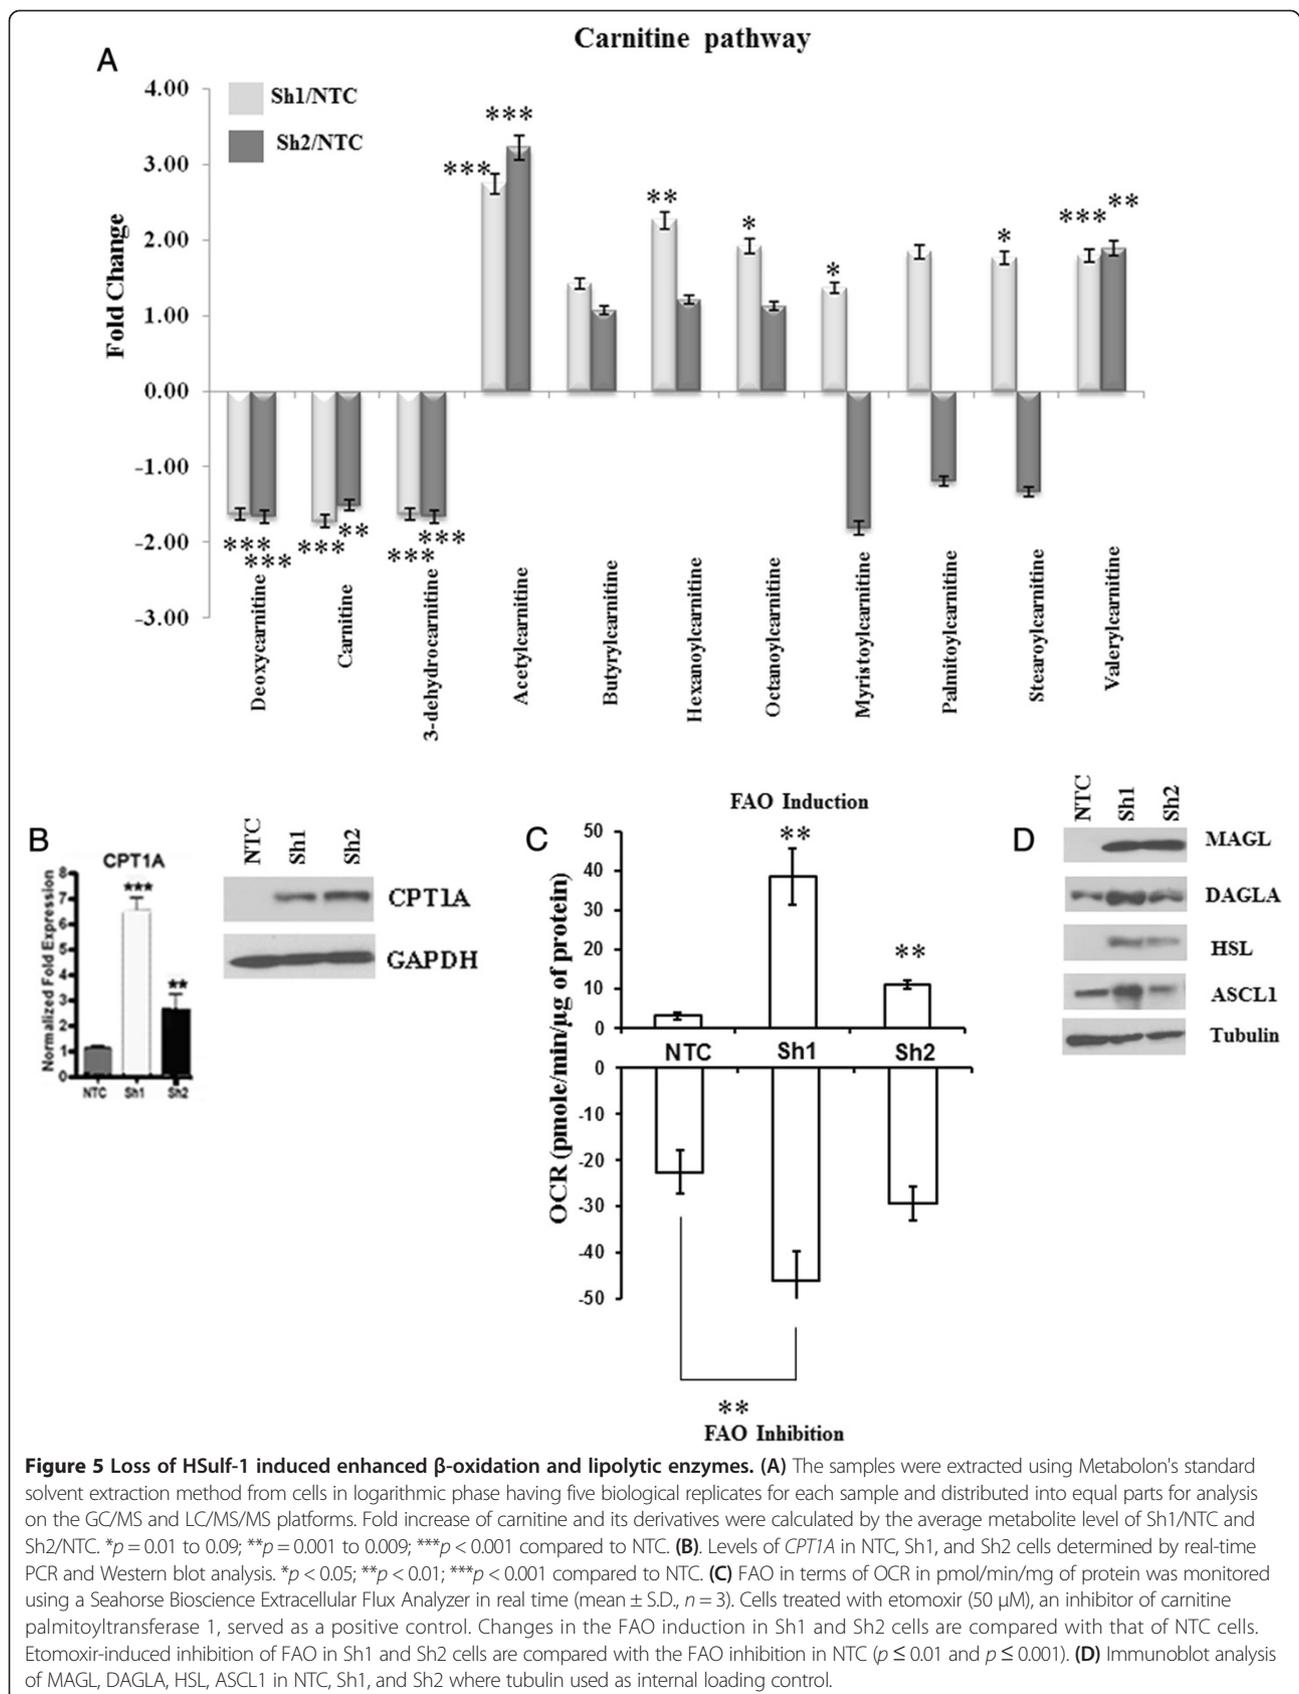 Carnitine pathway
A
Sh1/NTC
Sh2/NTC
Fold Change
4.00
3.00
2.00
1.00
0.00
-1.00
-2.00
-3.00
***
***
**
*
*
*
***
**
***
***
***
**
***
***
Deoxycarnitine
Carnitine
3-dehydrocarnitine
Acetylcarnitine
Butyrylcarnitine
Hexanoylcarnitine
Octanoylcarnitine
Myristoylcarnitine
Palmitoylcarnitine
Stearoylcarnitine
Valerylcarnitine
B
CPT1A
Normalized Fold Expression
8
7
6
5
4
3
2
1
0
***
**
NTC Sh1 Sh2
NTC Sh1 Sh2
CPT1A
GAPDH
C
FAO Induction
OCR (pmole/min/µg of protein)
50
40
30
20
10
0
**
**
NTC Sh1 Sh2
0
-10
-20
-30
-40
-50
**
FAO Inhibition
D
NTC Sh1 Sh2
MAGL
DAGLA
HSL
ASCL1
Tubulin
Figure 5 Loss of HSulf-1 induced enhanced β-oxidation and lipolytic enzymes. (A) The samples were extracted using Metabolon's standard
solvent extraction method from cells in logarithmic phase having five biological replicates for each sample and distributed into equal parts for analysis
on the GC/MS and LC/MS/MS platforms. Fold increase of carnitine and its derivatives were calculated by the average metabolite level of Sh1/NTC and
Sh2/NTC. *p = 0.01 to 0.09; **p = 0.001 to 0.009; ***p < 0.001 compared to NTC. (B). Levels of CPT1A in NTC, Sh1, and Sh2 cells determined by real-time
PCR and Western blot analysis. *p < 0.05; **p < 0.01; ***p < 0.001 compared to NTC. (C) FAO in terms of OCR in pmol/min/mg of protein was monitored
using a Seahorse Bioscience Extracellular Flux Analyzer in real time (mean ± S.D., n = 3). Cells treated with etomoxir (50 µM), an inhibitor of carnitine
palmitoyltransferase 1, served as a positive control. Changes in the FAO induction in Sh1 and Sh2 cells are compared with that of NTC cells.
Etomoxir-induced inhibition of FAO in Sh1 and Sh2 cells are compared with the FAO inhibition in NTC (p ≤ 0.01 and p ≤ 0.001). (D) Immunoblot analysis
of MAGL, DAGLA, HSL, ASCL1 in NTC, Sh1, and Sh2 where tubulin used as internal loading control.